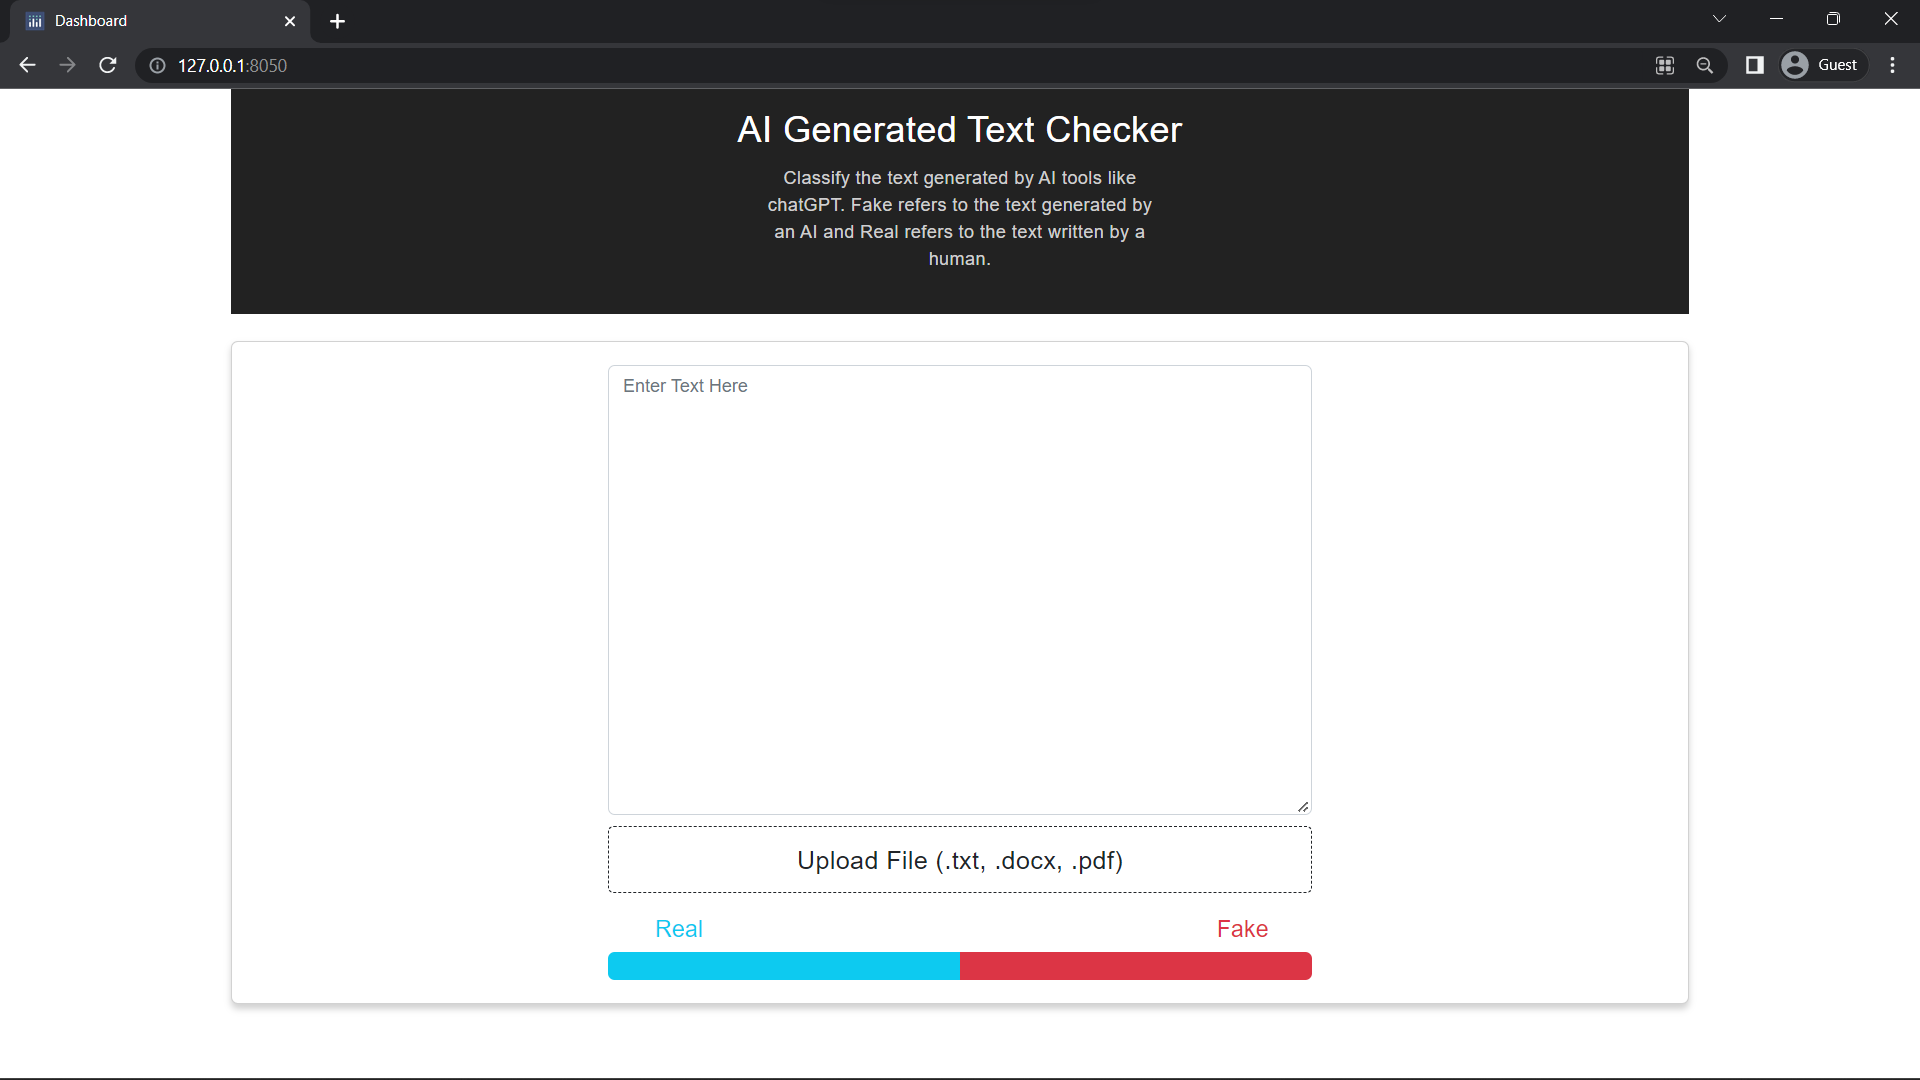 Dashboard
127.0.0.1:8050
Guest
AI Generated Text Checker
Classify the text generated by AI tools like
chatGPT. Fake refers to the text generated by
an AI and Real refers to the text written by a
human.
Enter Text Here
Upload File (.txt, .docx, .pdf)
Real
Fake